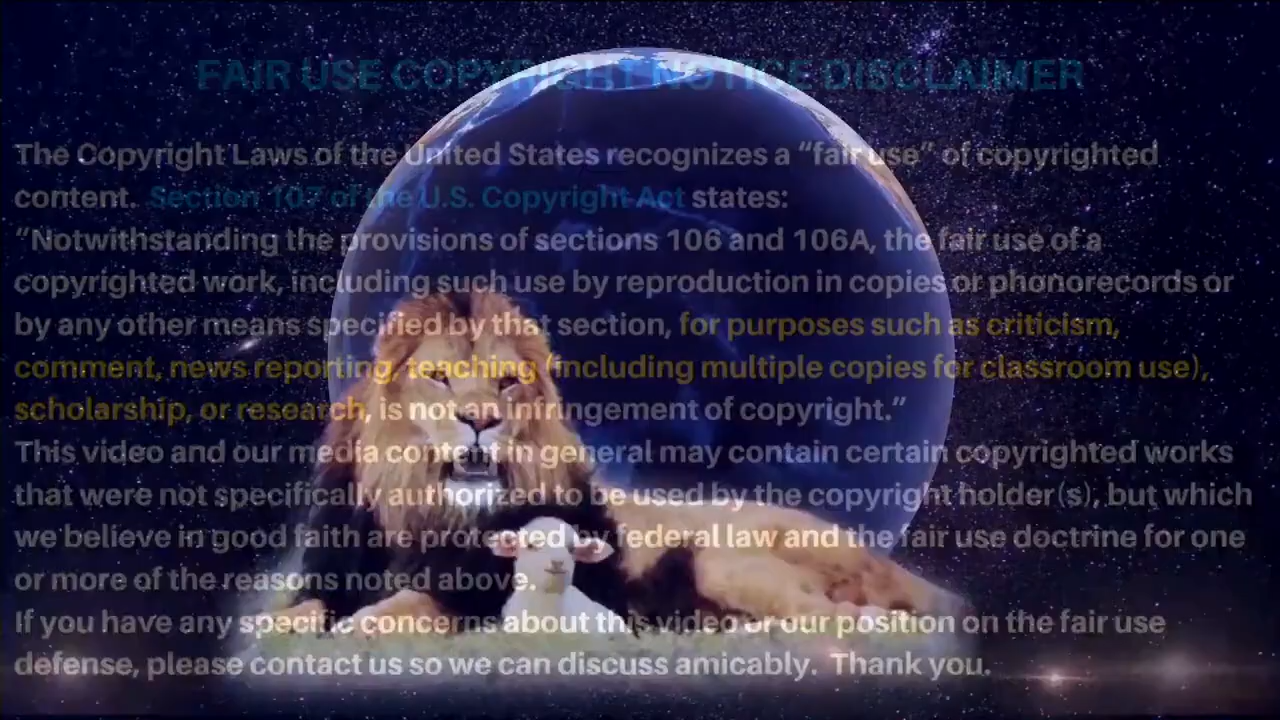 FAIR USE COPYRIGHT NOTICE DISCLAIMER
The Copyright Laws of the United States recognizes a “fair use” of copyrighted
content. Section 107 of the U.S. Copyright Act states:
“Notwithstanding the provisions of sections 106 and 106A, the fair use of a
copyrighted work, including such use by reproduction in copies or phonorecords or
by any other means specified by that section, for purposes such as criticism,
comment, news reporting, teaching (including multiple copies for classroom use),
scholarship, or research, is not an infringement of copyright.”
This video and our media content in general may contain certain copyrighted works
that were not specifically authorized to be used by the copyright holder(s), but which
we believe in good faith are protected by federal law and the fair use doctrine for one
or more of the reasons noted above.
If you have any specific concerns about this video or our position on the fair use
defense, please contact us so we can discuss amicably. Thank you.